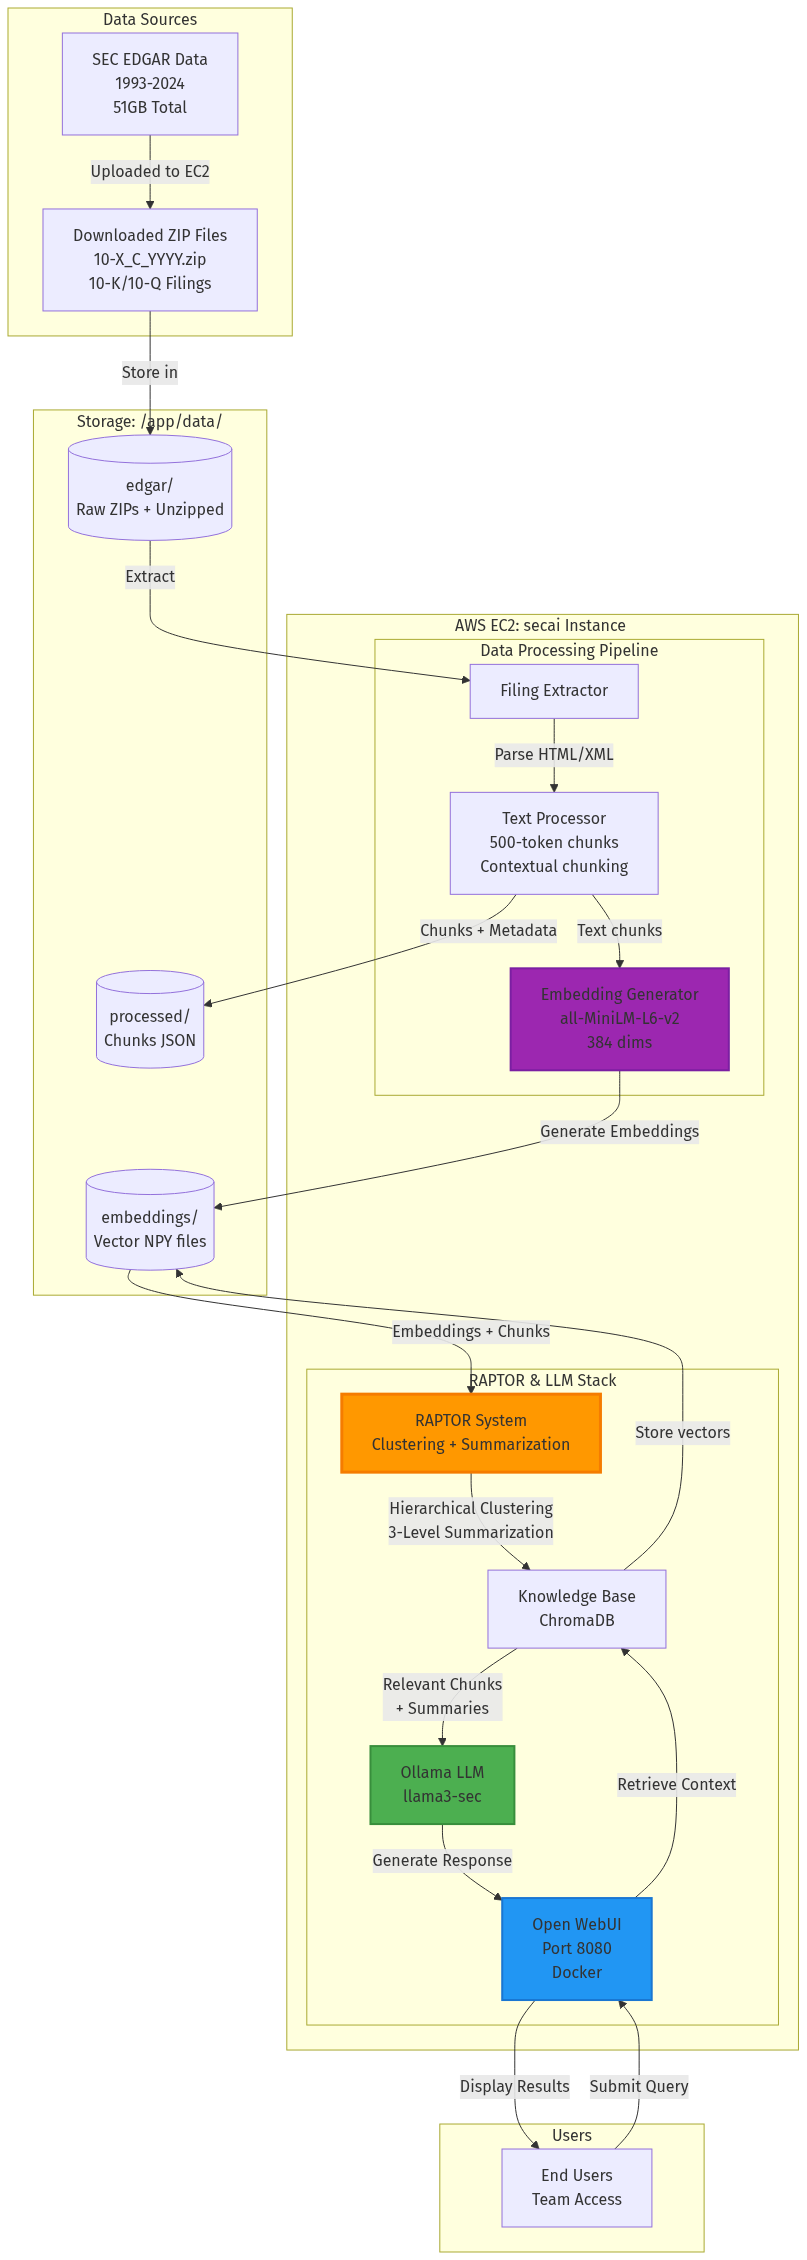 Data Sources
SEC EDGAR Data
1993-2024
51GB Total
Uploaded to EC2
Downloaded ZIP Files
10-X_C_YYYY.zip
10-K/10-Q Filings
Store in
Storage: /app/data/
edgar/
Raw ZIPs + Unzipped
Extract
AWS EC2: secai Instance
Data Processing Pipeline
Filing Extractor
Parse HTML/XML
Text Processor
500-token chunks
Contextual chunking
Chunks + Metadata
Text chunks
Embedding Generator
all-MiniLM-L6-v2
384 dims
processed/
Chunks JSON
Generate Embeddings
embeddings/
Vector NPY files
Embeddings + Chunks
RAPTOR & LLM Stack
RAPTOR System
Clustering + Summarization
Store vectors
Hierarchical Clustering
3-Level Summarization
Knowledge Base
ChromaDB
Relevant Chunks
+ Summaries
Ollama LLM
llama3-sec
Retrieve Context
Generate Response
Open WebUI
Port 8080
Docker
Display Results
Submit Query
Users
End Users
Team Access